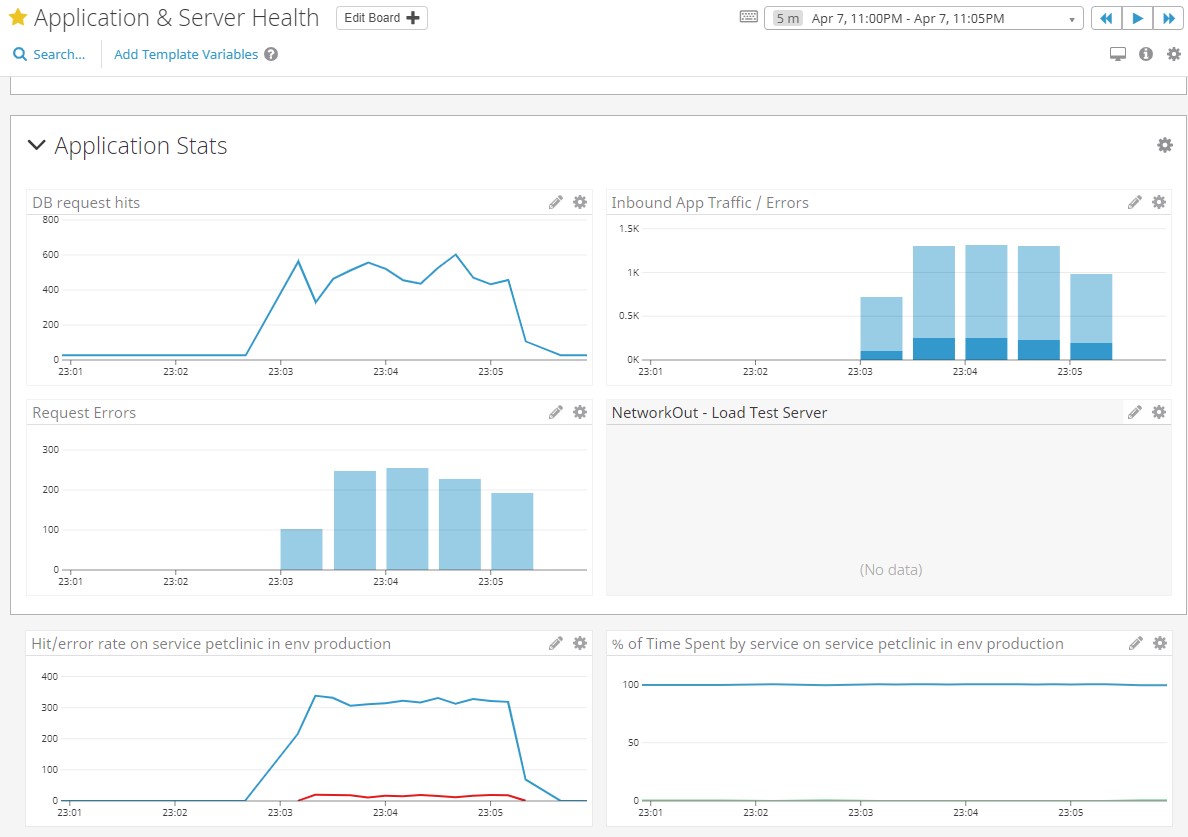 Application & Server Health
Edit Board
5 m Apr 7, 11:00PM - Apr 7, 11:05PM
Search...
Add Template Variables
Application Stats
DB request hits
800
600
400
200
0
23:01 23:02 23:03 23:04 23:05
Inbound App Traffic / Errors
1.5K
1K
0.5K
0K
23:01 23:02 23:03 23:04 23:05
Request Errors
300
200
100
0
23:01 23:02 23:03 23:04 23:05
NetworkOut - Load Test Server
(No data)
Hit/error rate on service petclinic in env production
400
300
200
100
0
23:01 23:02 23:03 23:04 23:05
% of Time Spent by service on service petclinic in env production
100
50
0
23:01 23:02 23:03 23:04 23:05